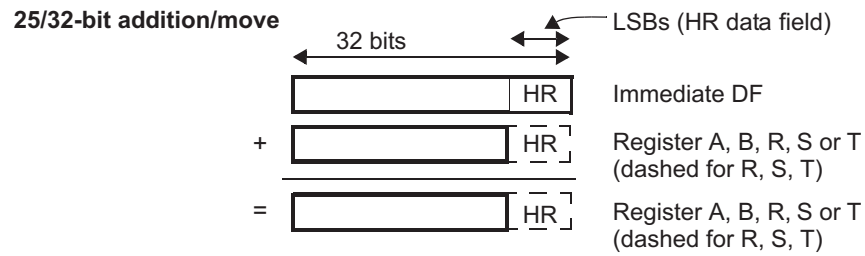 25/32-bit addition/move
LSBs (HR data field)
32 bits
HR Immediate DF
+ HR Register A, B, R, S or T
(dashed for R, S, T)
= HR Register A, B, R, S or T
(dashed for R, S, T)